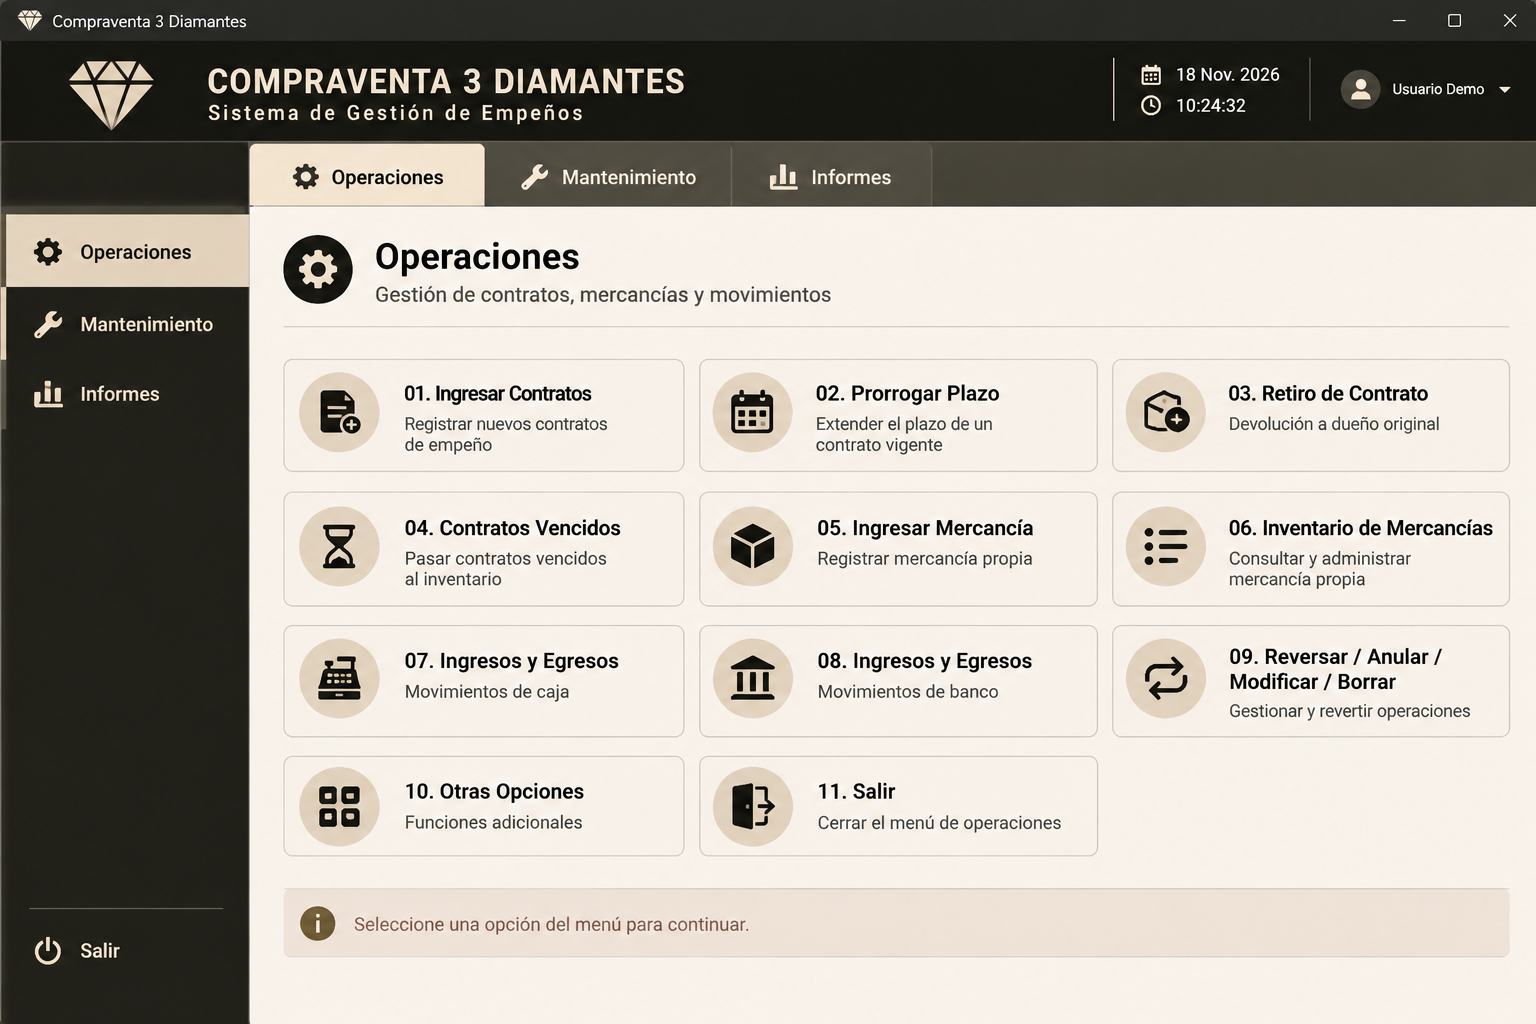 Compraventa 3 Diamantes
COMPRAVENTA 3 DIAMANTES
Sistema de Gestión de Empeños
18 Nov. 2026
10:24:32
Usuario Demo
Operaciones
Mantenimiento
Informes
Operaciones
Mantenimiento
Informes
Salir
Operaciones
Gestión de contratos, mercancías y movimientos
01. Ingresar Contratos
Registrar nuevos contratos
de empeño
02. Prorrogar Plazo
Extender el plazo de un
contrato vigente
03. Retiro de Contrato
Devolución a dueño original
04. Contratos Vencidos
Pasar contratos vencidos
al inventario
05. Ingresar Mercancía
Registrar mercancía propia
06. Inventario de Mercancías
Consultar y administrar
mercancía propia
07. Ingresos y Egresos
Movimientos de caja
08. Ingresos y Egresos
Movimientos de banco
09. Reversar / Anular /
Modificar / Borrar
Gestionar y revertir operaciones
10. Otras Opciones
Funciones adicionales
11. Salir
Cerrar el menú de operaciones
Seleccione una opción del menú para continuar.